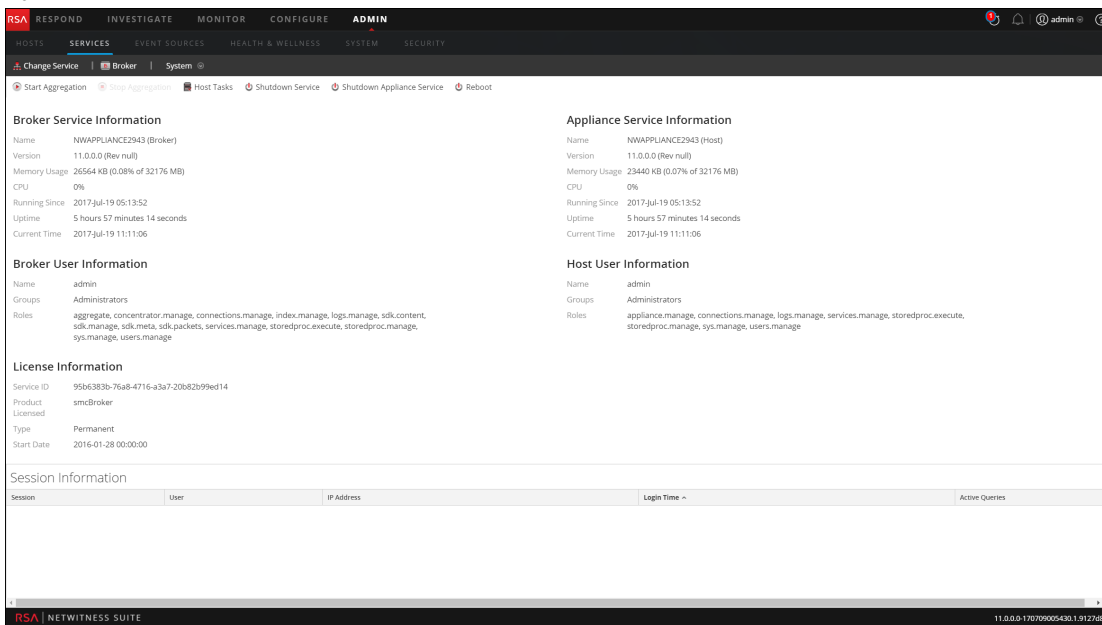 RSA RESPOND INVESTIGATE MONITOR CONFIGURE ADMIN 1 admin
HOSTS SERVICES EVENT SOURCES HEALTH & WELLNESS SYSTEM SECURITY
Change Service | Broker | System
Start Aggregation Stop Aggregation Host Tasks Shutdown Service Shutdown Appliance Service Reboot
Broker Service Information
Name NWAPPLIANCE2943 (Broker)
Version 11.0.0.0 (Rev null)
Memory Usage 26564 KB (0.08% of 32176 MB)
CPU 0%
Running Since 2017-Jul-19 05:13:52
Uptime 5 hours 57 minutes 14 seconds
Current Time 2017-Jul-19 11:11:06
Appliance Service Information
Name NWAPPLIANCE2943 (Host)
Version 11.0.0.0 (Rev null)
Memory Usage 23440 KB (0.07% of 32176 MB)
CPU 0%
Running Since 2017-Jul-19 05:13:52
Uptime 5 hours 57 minutes 14 seconds
Current Time 2017-Jul-19 11:11:06
Broker User Information
Name admin
Groups Administrators
Roles aggregate, concentrator.manage, connections.manage, index.manage, logs.manage, sdk.content,
sdk.manage, sdk.meta, sdk.packets, services.manage, storedproc.execute, storedproc.manage,
sys.manage, users.manage
Host User Information
Name admin
Groups Administrators
Roles appliance.manage, connections.manage, logs.manage, services.manage, storedproc.execute,
storedproc.manage, sys.manage, users.manage
License Information
Service ID 95b6383b-76a8-4716-a3a7-20b82b99ed14
Product
Licensed smcBroker
Type Permanent
Start Date 2016-01-28 00:00:00
Session Information
Session User IP Address Login Time Active Queries
RSA | NETWITNESS SUITE 11.0.0.0-170709005430.1.9127d8